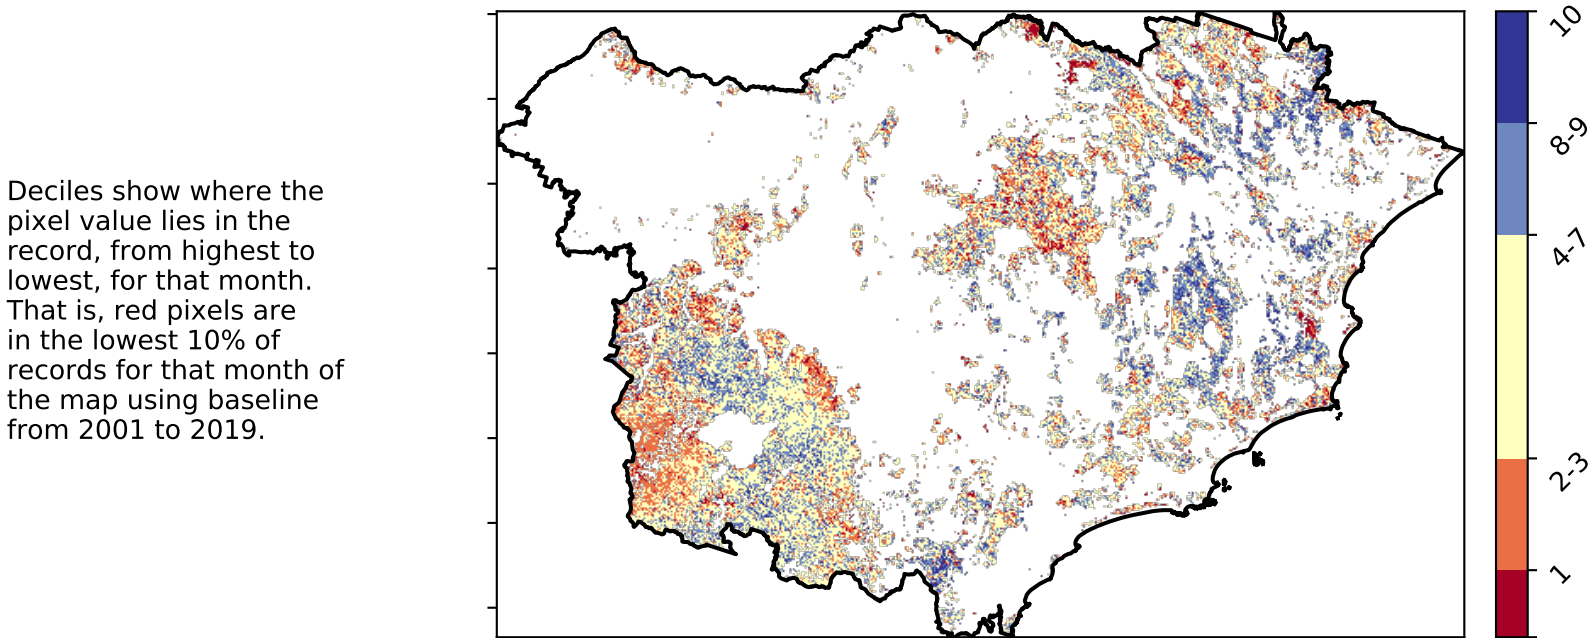 Deciles show where the
pixel value lies in the
record, from highest to
lowest, for that month.
That is, red pixels are
in the lowest 10% of
records for that month of
the map using baseline
from 2001 to 2019.
10
8-9
4-7
2-3
1